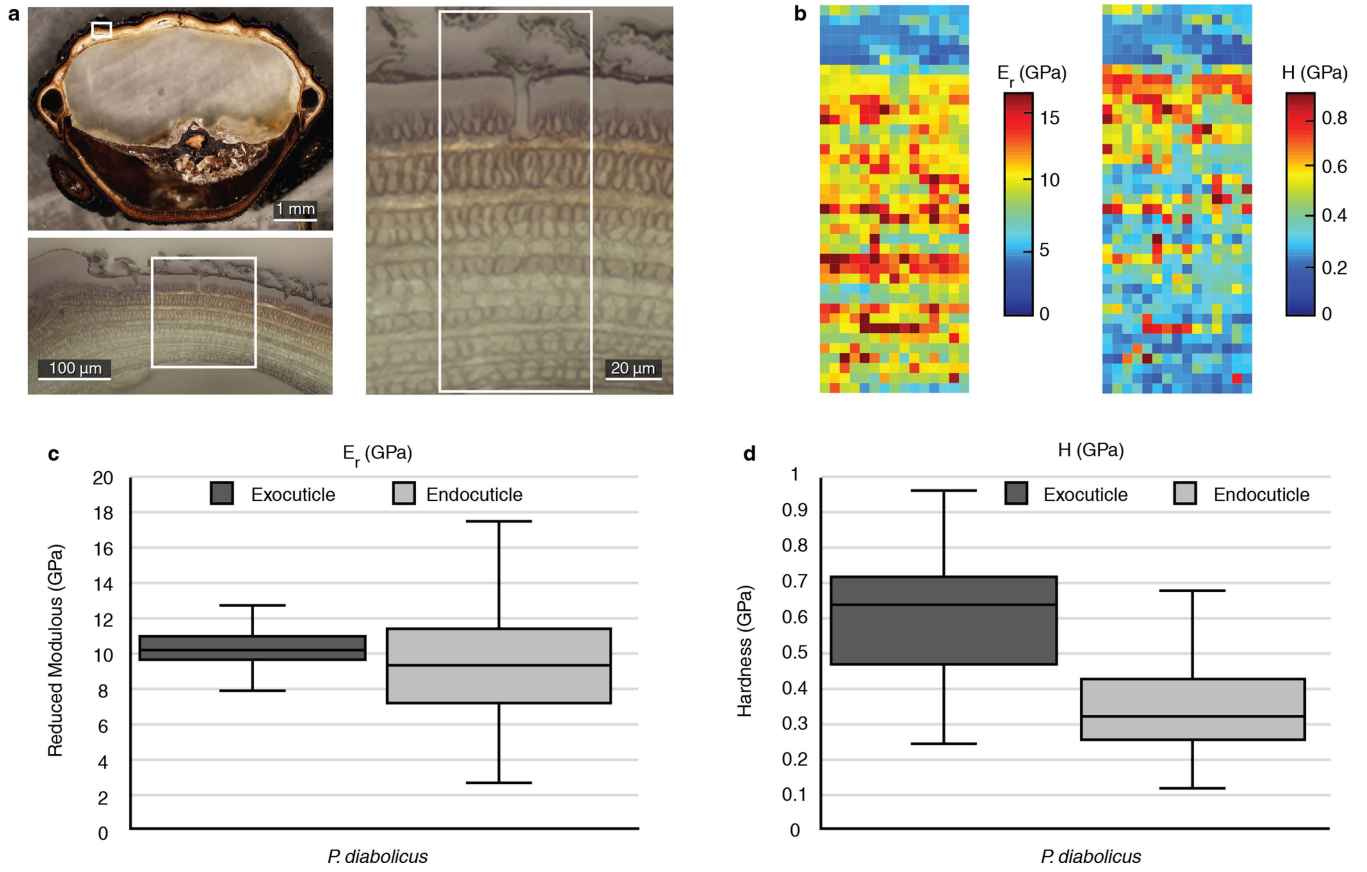 a
1 mm
100 µm
20 µm
b
Er (GPa)
15
10
5
0
H (GPa)
0.8
0.6
0.4
0.2
0
c
Er (GPa)
Exocuticle
Endocuticle
20
18
16
14
12
10
8
6
4
2
0
Reduced Modulous (GPa)
P. diabolicus
d
H (GPa)
Exocuticle
Endocuticle
1
0.9
0.8
0.7
0.6
0.5
0.4
0.3
0.2
0.1
0
Hardness (GPa)
P. diabolicus